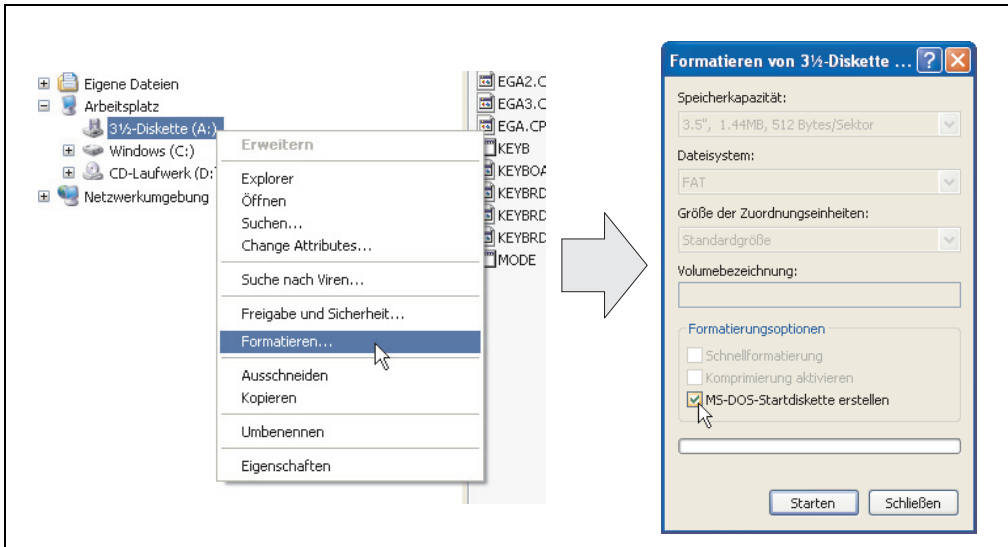 Eigene Dateien
Arbeitsplatz
3½-Diskette (A:)
Windows (C:)
CD-Laufwerk (D:
Netzwerkumgebung
Erweitern
Explorer
Öffnen
Suchen...
Change Attributes...
Suche nach Viren...
Freigabe und Sicherheit...
Formatieren...
Ausschneiden
Kopieren
Umbenennen
Eigenschaften
EGA2.C
EGA3.C
EGA.CP
KEYB
KEYBOA
KEYBRD
KEYBRD
KEYBRD
MODE
Formatieren von 3½-Diskette ...
Speicherkapazität:
3.5", 1.44MB, 512 Bytes/Sektor
Dateisystem:
FAT
Größe der Zuordnungseinheiten:
Standardgröße
Volumebezeichnung:
Formatierungsoptionen
Schnellformatierung
Komprimierung aktivieren
MS-DOS-Startdiskette erstellen
Starten Schließen